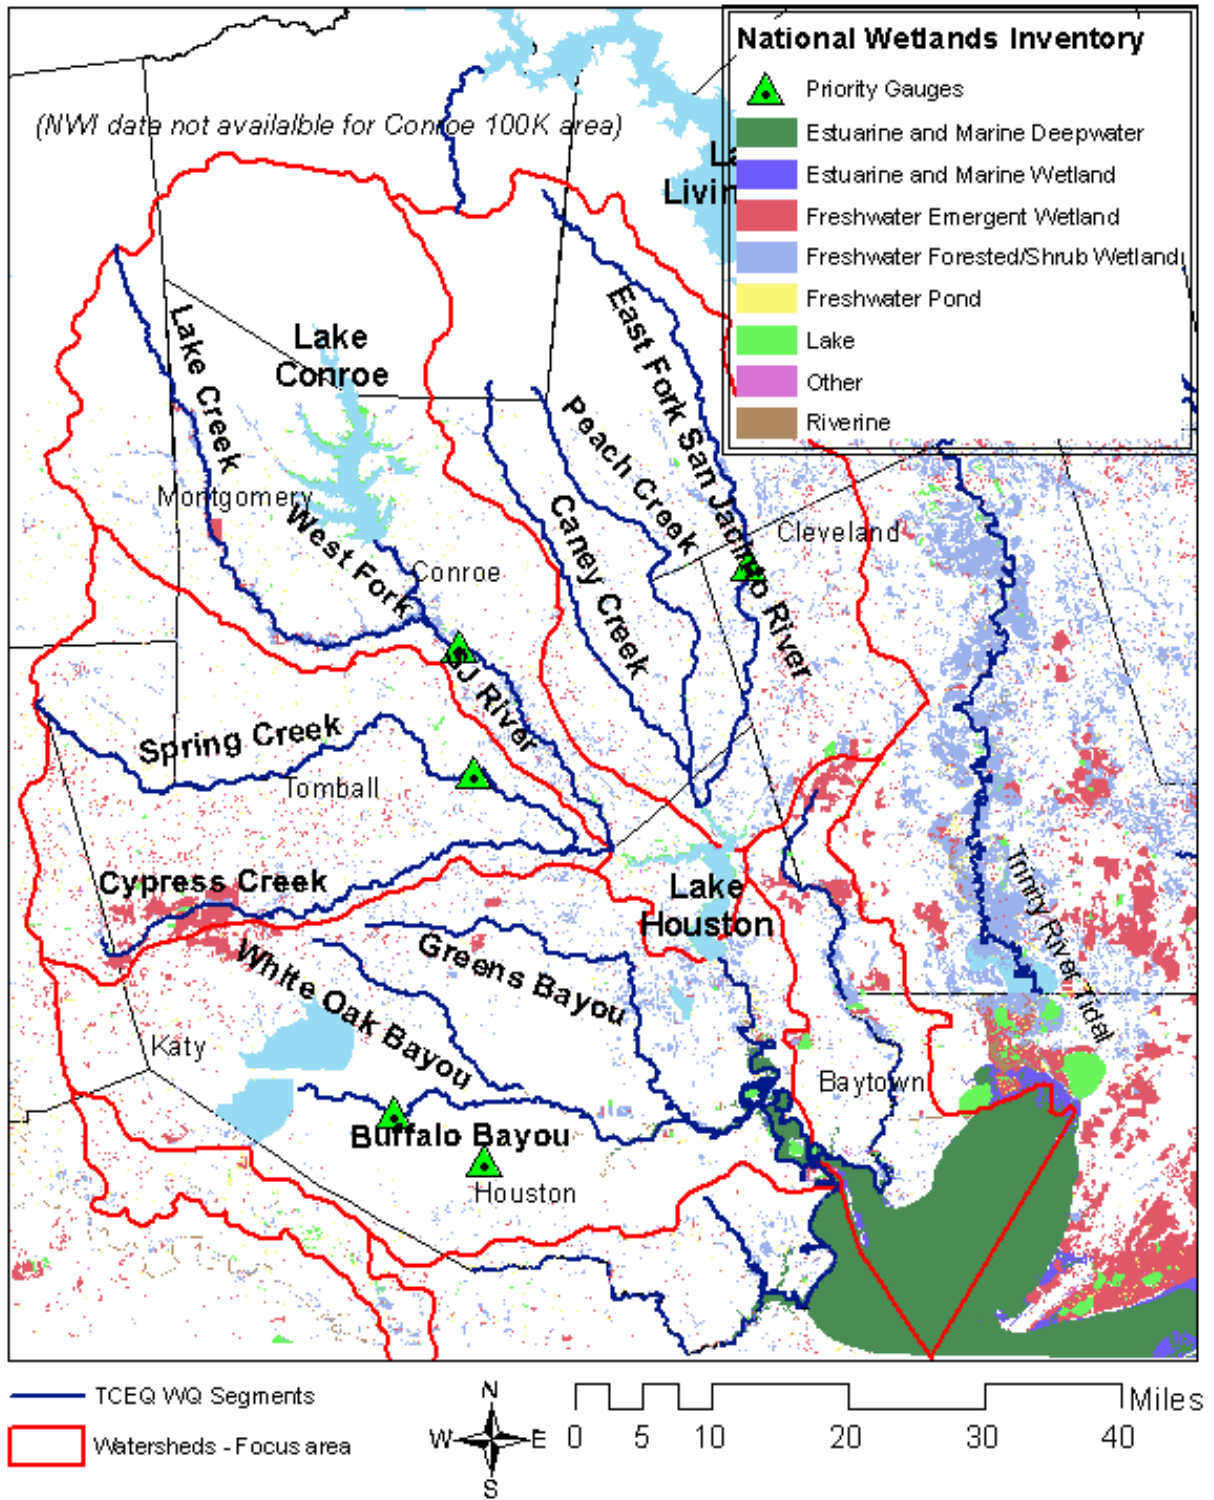 National Wetlands Inventory
Priority Gauges
Estuarine and Marine Deepwater
Estuarine and Marine Wetland
Freshwater Emergent Wetland
Freshwater Forested/Shrub Wetland
Freshwater Pond
Lake
Other
Riverine
(NWI data not availalble for Conroe 100K area)
La
Livin
Lake Creek
Lake
Conroe
East Fork San Jacinto River
Peach Creek
Caney Creek
Montgomery
West Fork
SJ River
Conroe
Cleveland
Spring Creek
Tomball
Cypress Creek
Lake
Houston
Trinity River Tidal
White Oak Bayou
Greens Bayou
Katy
Baytown
Buffalo Bayou
Houston
TCEQ WQ Segments
Watersheds - Focus area
N
W E
S
Miles
0 5 10 20 30 40